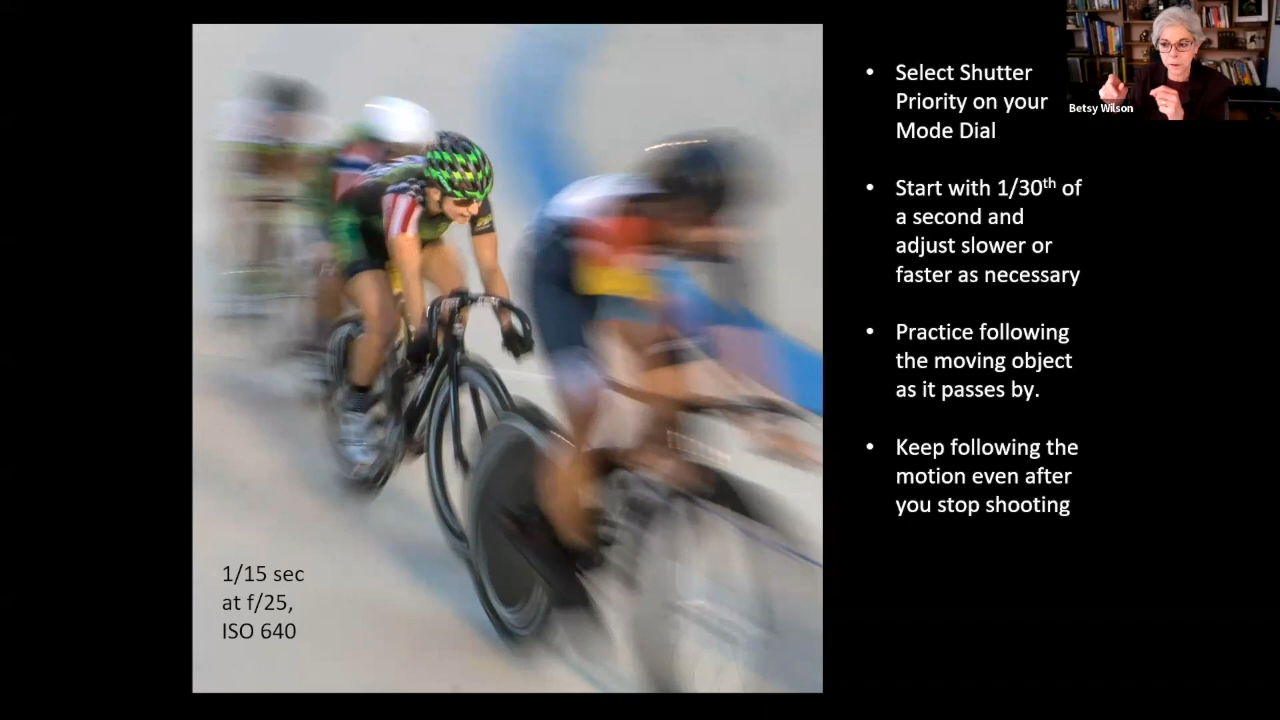 • Select Shutter
Priority on your
Mode Dial
• Start with 1/30th of
a second and
adjust slower or
faster as necessary
• Practice following
the moving object
as it passes by.
• Keep following the
motion even after
you stop shooting
1/15 sec
at f/25,
ISO 640
Betsy Wilson